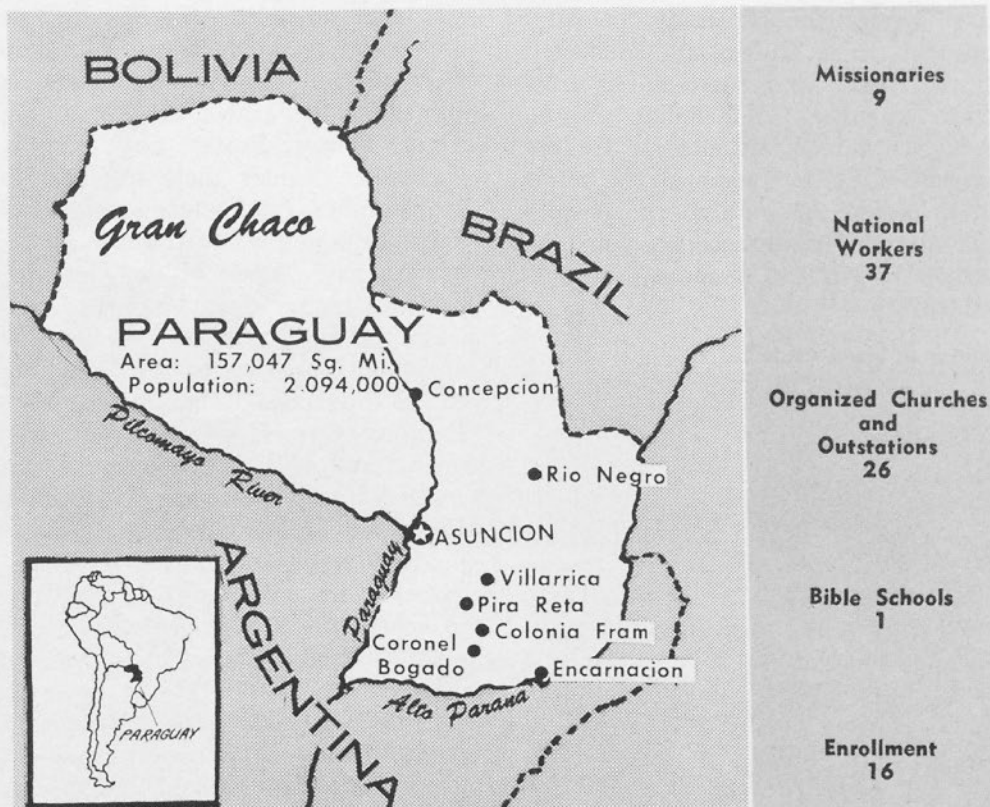 BOLIVIA
Gran Chaco
BRAZIL
PARAGUAY
Area: 157,047 Sq. Mi.
Population: 2.094,000
Concepcion
Pilcomayo
River
Rio Negro
ASUNCION
Paraguay
ARGENTINA
Villarrica
Pira Reta
Colonia Fram
Coronel
Bogado
Encarnacion
Alto Parana
PARAGUAY
Missionaries
9
National
Workers
37
Organized Churches
and
Outstations
26
Bible Schools
1
Enrollment
16